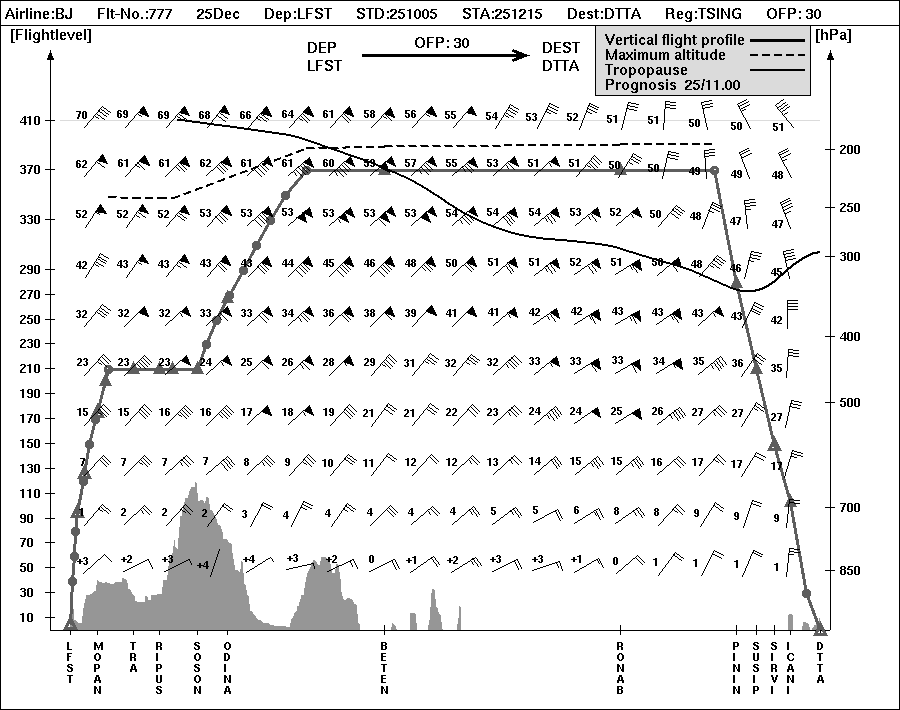 Airline:BJ Flt-No.:777 25Dec Dep:LFST STD:251005 STA:251215 Dest:DTTA Reg:TSING OFP: 30
[Flightlevel] [hPa]
DEP OFP: 30 DEST
LFST DTTA
Vertical flight profile
Maximum altitude
Tropopause
Prognosis 25/11.00
410 70 69 69 68 66 64 61 58 56 55 54 53 52 51 51 50 50 51
200
370 62 61 61 62 61 61 60 59 57 55 53 51 51 50 50 49 49 48
250
330 52 52 52 53 53 53 53 53 53 54 54 54 53 52 50 48 47 47
300
290 42 43 43 43 43 44 45 46 48 50 51 51 52 51 50 48 46 45
270
250 32 32 32 33 33 34 36 38 39 41 41 42 42 43 43 43 43 42
400
230
210 23 23 23 24 25 26 28 29 31 32 32 33 33 33 34 35 36 35
190
500
170 15 15 16 16 17 18 19 21 21 22 23 24 24 25 26 27 27 27
150
130 7 7 7 7 8 9 10 11 12 12 13 14 15 15 16 17 17 17
110
700
90 1 2 2 2 3 4 4 4 4 4 5 5 6 8 8 9 9 9
70
50 +3 +2 +3 +4 +4 +3 +2 0 +1 +2 +3 +3 +1 0 1 1 1 1
850
30
10
LFST MOPAN TRA RIPUS SOSON ODINA BETEN RONAB PININ SUSIP SIRVI ICANI DTTA